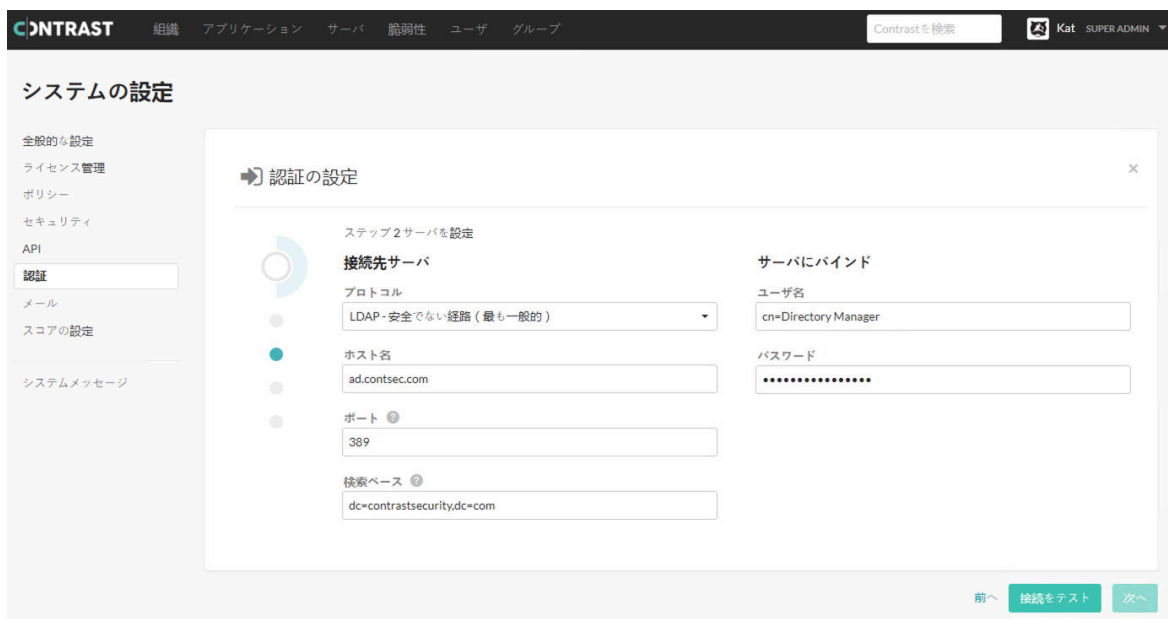 CONTRAST 組織 アプリケーション サーバ 脆弱性 ユーザ グループ Contrastを検索 Kat SUPER ADMIN
システムの設定
全般的な設定
ライセンス管理
ポリシー
セキュリティ
API
認証
メール
スコアの設定
システムメッセージ
認証の設定
ステップ 2 サーバを設定
接続先サーバ
プロトコル
LDAP - 安全でない経路 ( 最も一般的 )
ホスト名
ad.contsec.com
ポート
389
検索ベース
dc=contrastsecurity,dc=com
サーバにバインド
ユーザ名
cn=Directory Manager
パスワード
••••••••••••••••
前へ 接続をテスト 次へ